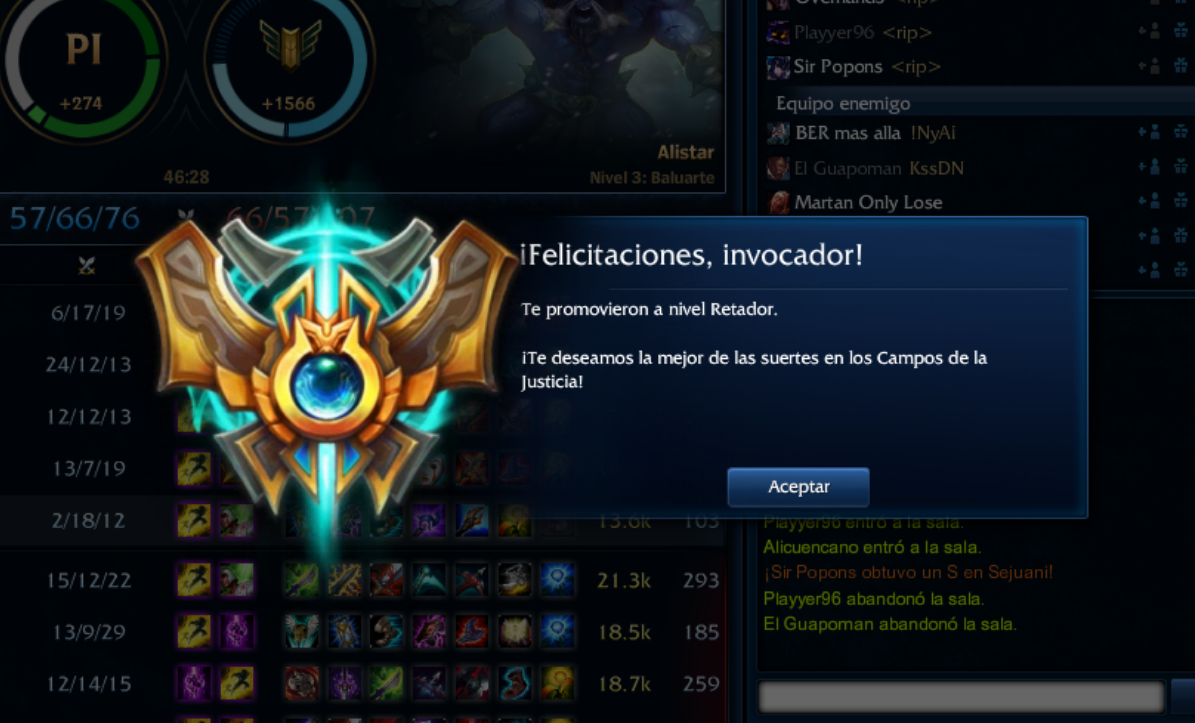 PI
+274
+1566
Alistar
46:28
Nivel 3: Baluarte
57/66/76
6/17/19
24/12/13
12/12/13
13/7/19
2/18/12
13.6k 103
15/12/22
21.3k 293
13/9/29
18.5k 185
12/14/15
18.7k 259
Playyer96 <rip>
Sir Popons <rip>
Equipo enemigo
BER mas alla !NyAi
El Guapoman KssDN
Martan Only Lose
¡Felicitaciones, invocador!
Te promovieron a nivel Retador.
¡Te deseamos la mejor de las suertes en los Campos de la
Justicia!
Aceptar
Playyer96 entró a la sala.
Alicuencano entró a la sala.
¡Sir Popons obtuvo un S en Sejuani!
Playyer96 abandonó la sala.
El Guapoman abandonó la sala.